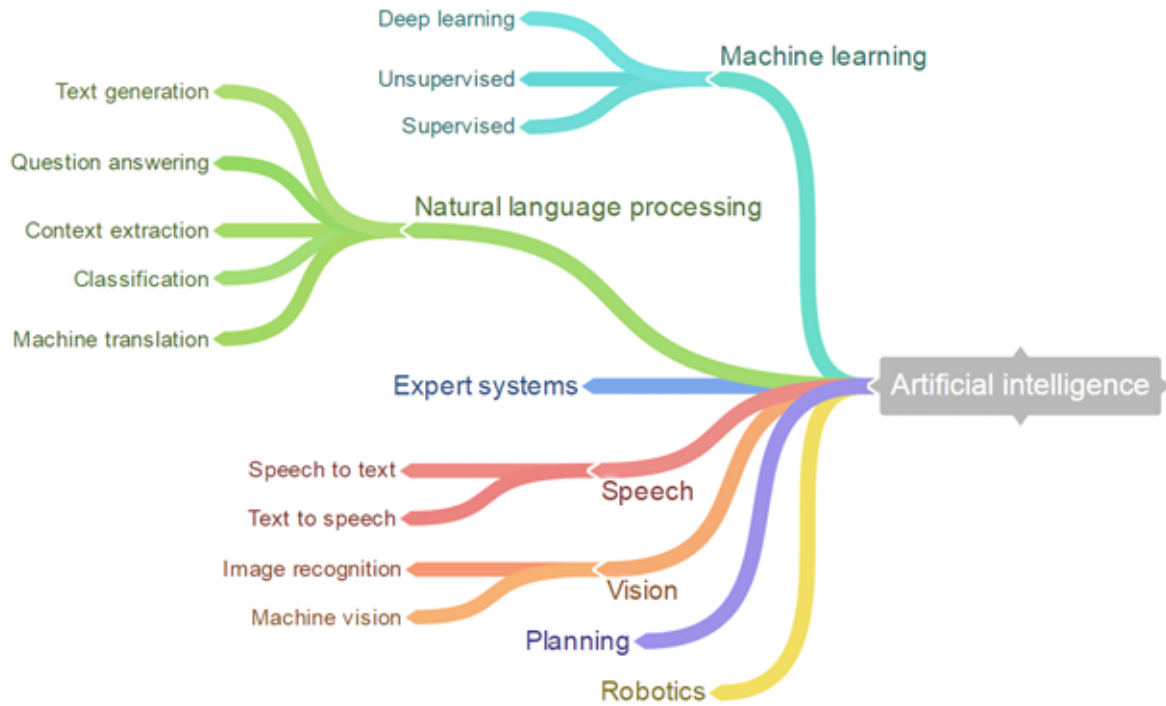 Deep learning
Machine learning
Unsupervised
Supervised
Text generation
Question answering
Natural language processing
Context extraction
Classification
Machine translation
Expert systems
Artificial intelligence
Speech to text
Speech
Text to speech
Image recognition
Vision
Machine vision
Planning
Robotics